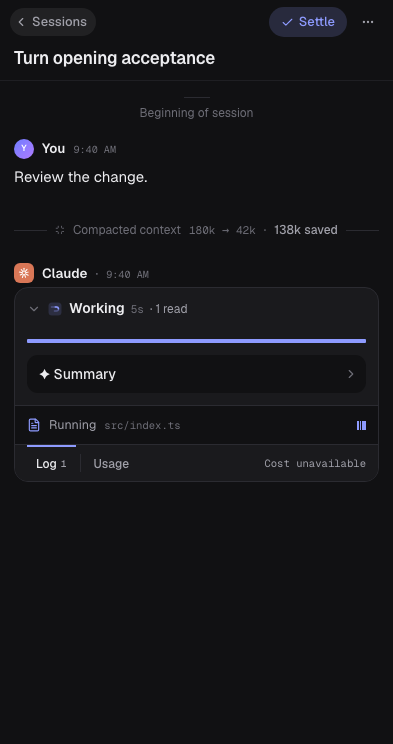 Sessions
Settle
Turn opening acceptance
Beginning of session
Y You 9:40 AM
Review the change.
Compacted context 180k → 42k · 138k saved
Claude · 9:40 AM
Working 5s · 1 read
Summary
Running src/index.ts
Log 1 Usage Cost unavailable